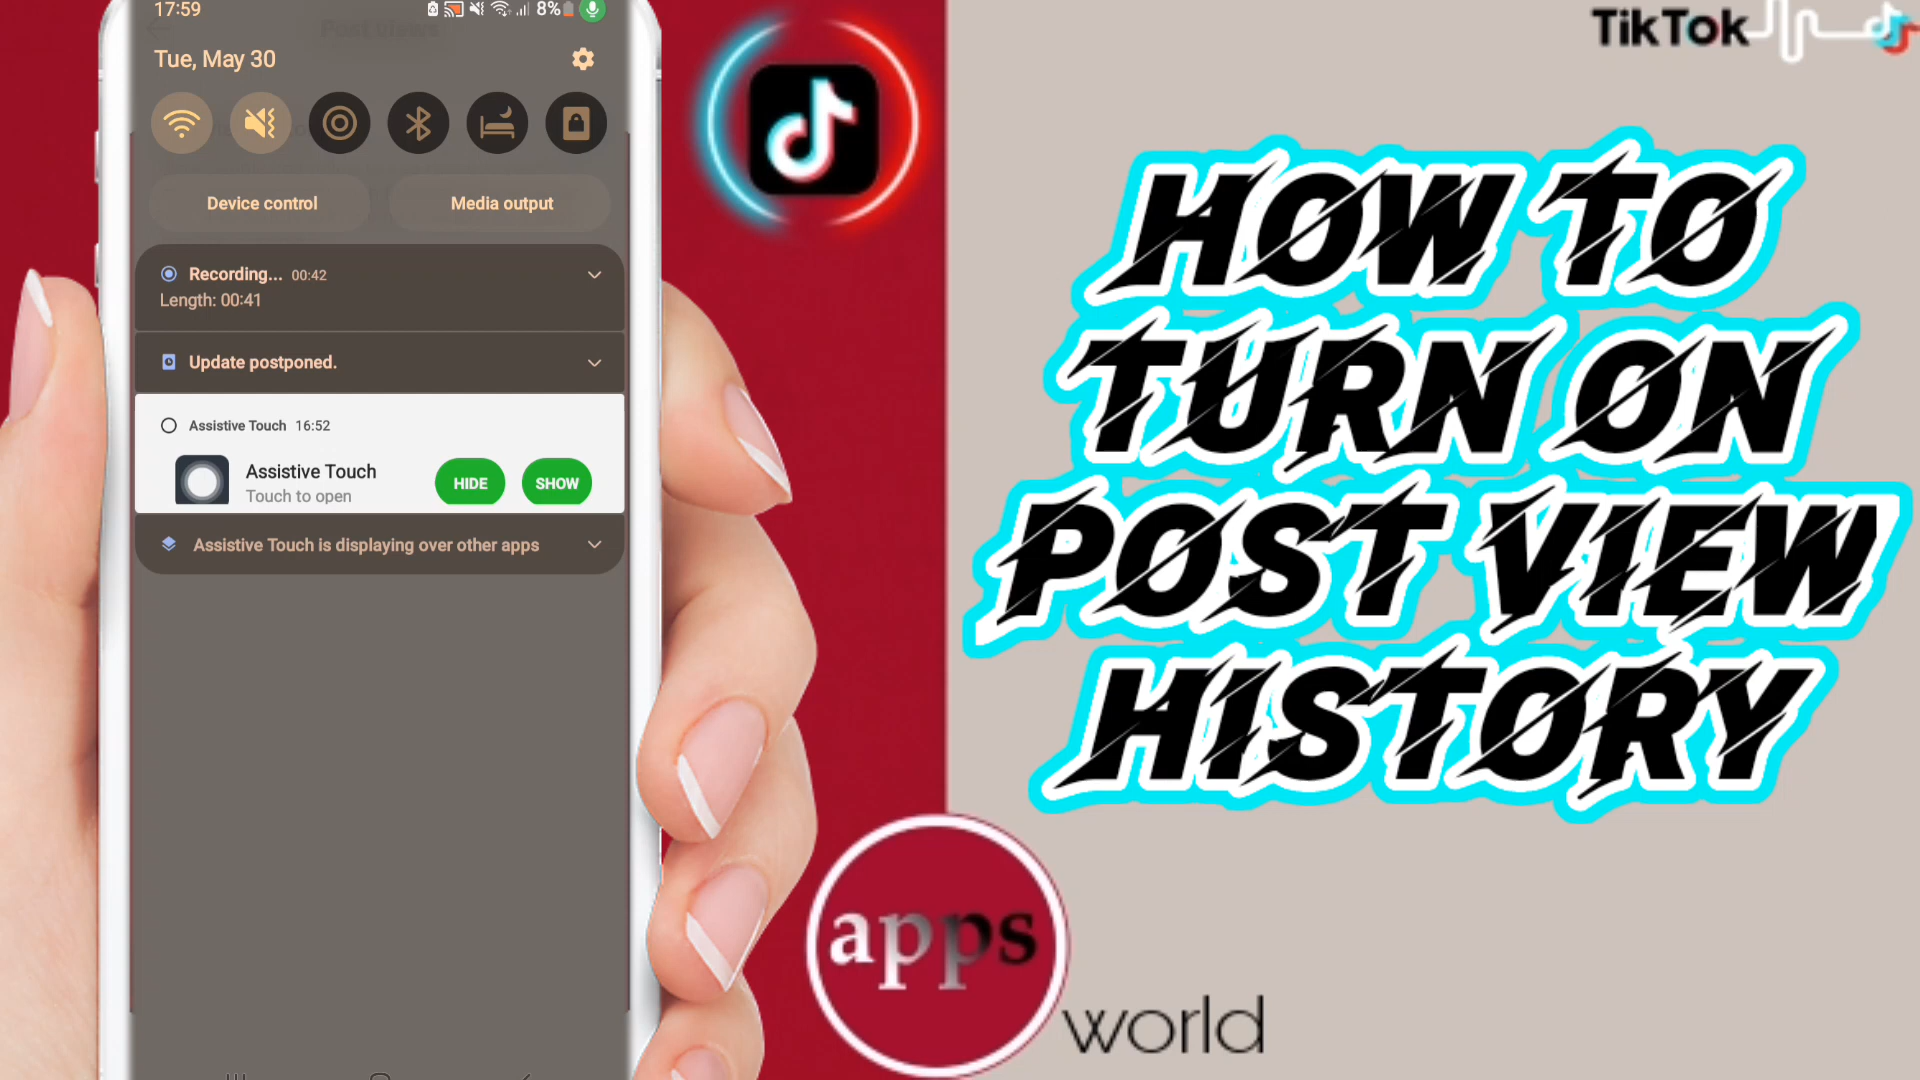 17:59
8%
Post views
Tue, May 30
Device control
Media output
Recording... 00:42
Length: 00:41
Update postponed.
Assistive Touch 16:52
Assistive Touch
Touch to open
HIDE
SHOW
Assistive Touch is displaying over other apps
TikTok
HOW TO
TURN ON
POST VIEW
HISTORY
apps
world